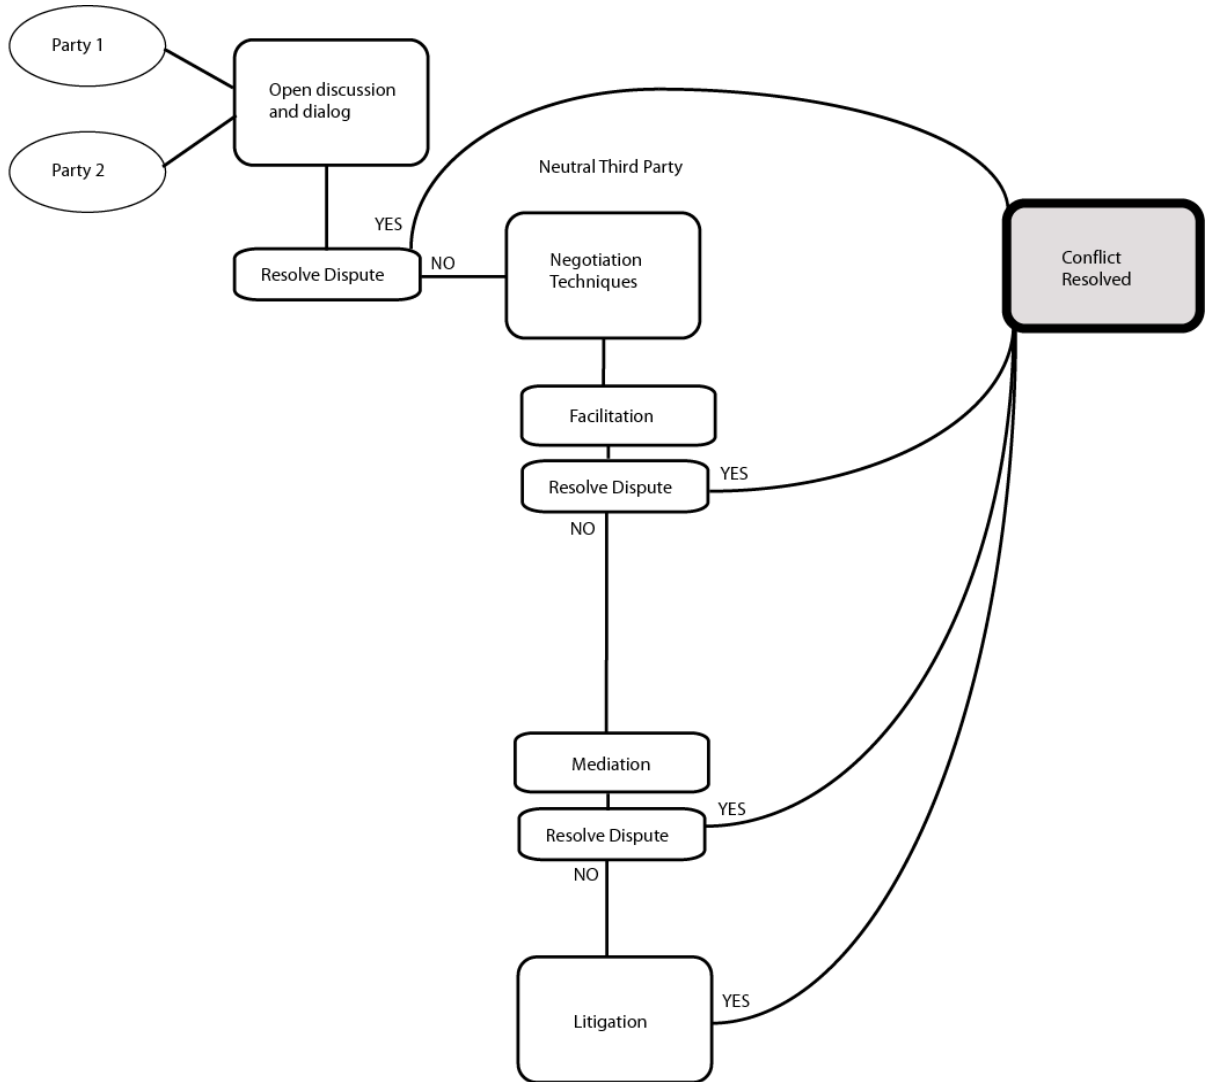 Party 1
Open discussion
and dialog
Party 2
Neutral Third Party
YES
Resolve Dispute
NO
Negotiation
Techniques
Conflict
Resolved
Facilitation
Resolve Dispute
YES
NO
Mediation
Resolve Dispute
YES
NO
Litigation
YES